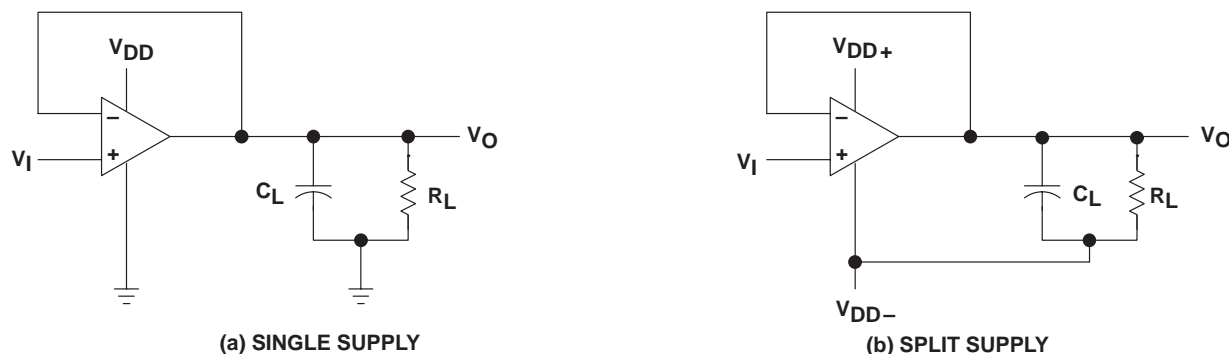 VDD
−
VI
+
VO
CL
RL
(a) SINGLE SUPPLY
VDD+
−
VI
+
VO
CL
RL
VDD−
(b) SPLIT SUPPLY